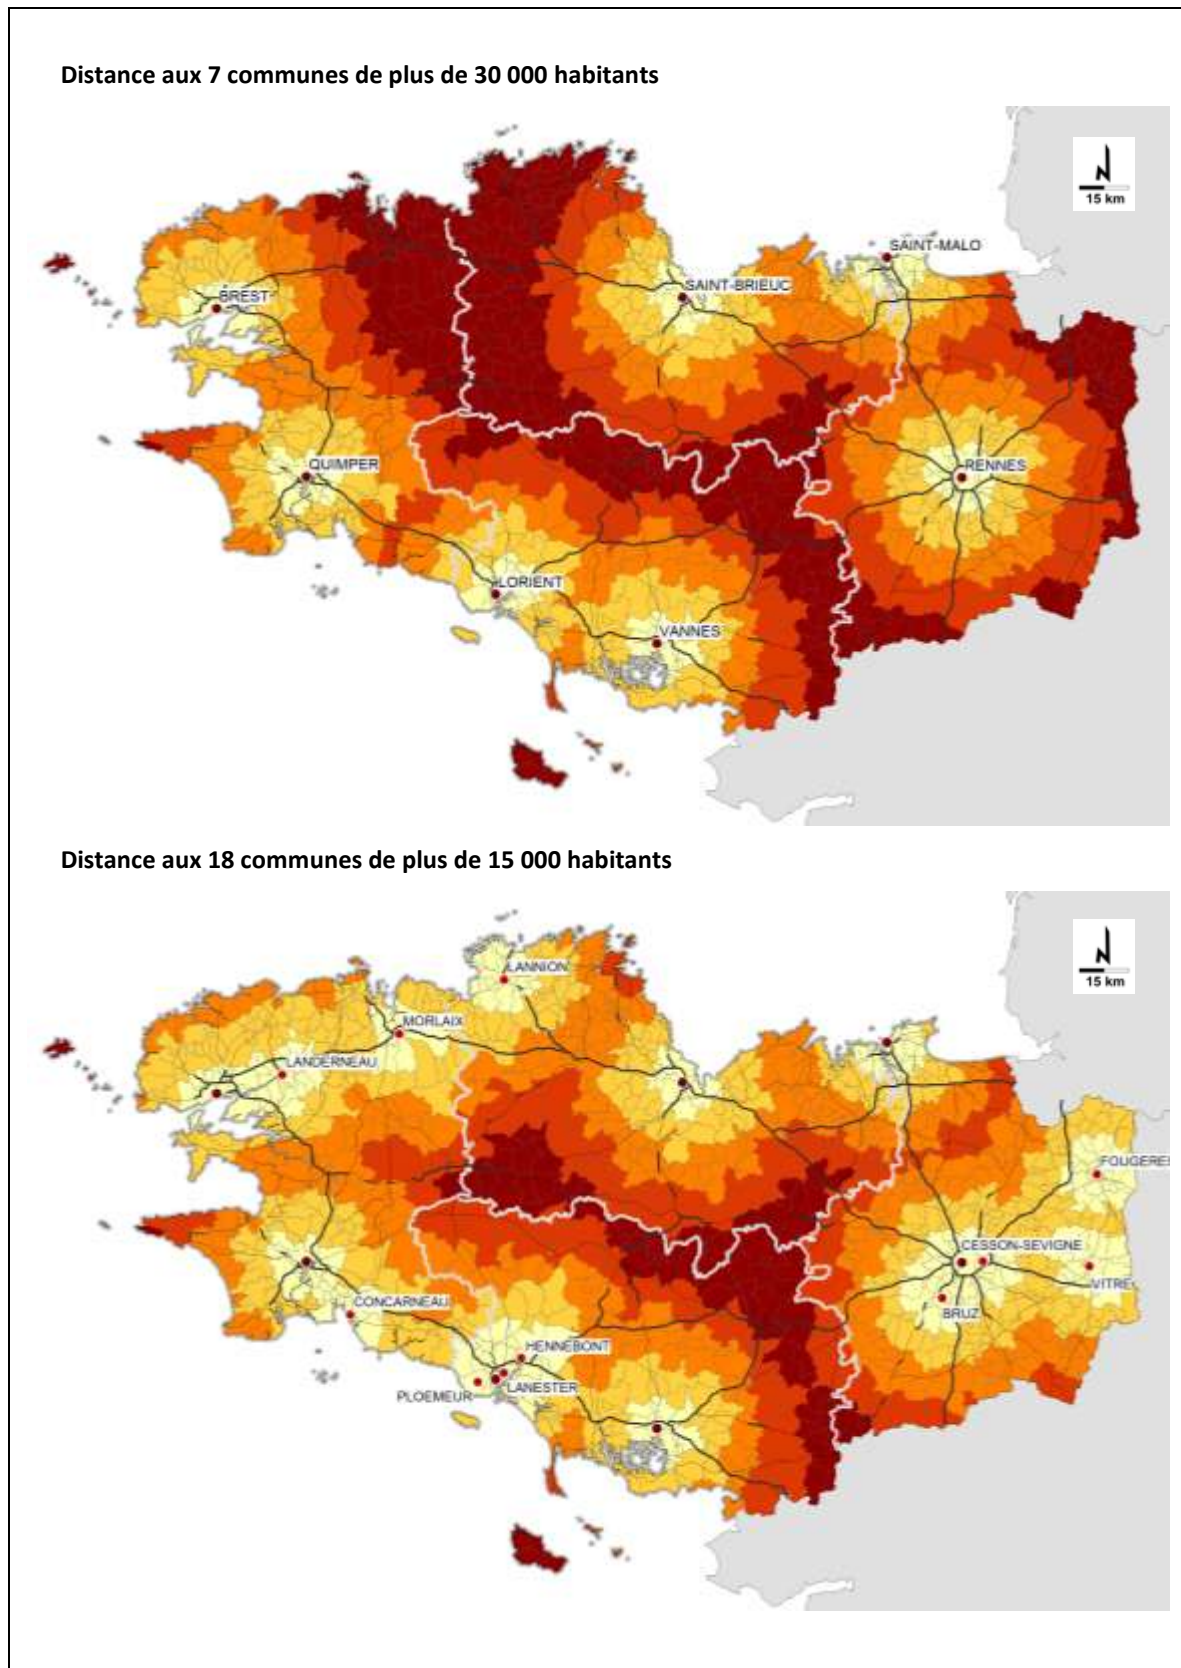 Distance aux 7 communes de plus de 30 000 habitants
N
15 km
SAINT-MALO
SAINT-BRIEUC
BREST
QUIMPER
RENNES
LORIENT
VANNES
Distance aux 18 communes de plus de 15 000 habitants
N
15 km
LANNION
MORLAIX
LANDERNEAU
FOUGERE
CESSON-SEVIGNE
VITRE
CONCARNEAU
BRUZ
HENNEBONT
PLOEMEUR
LANESTER